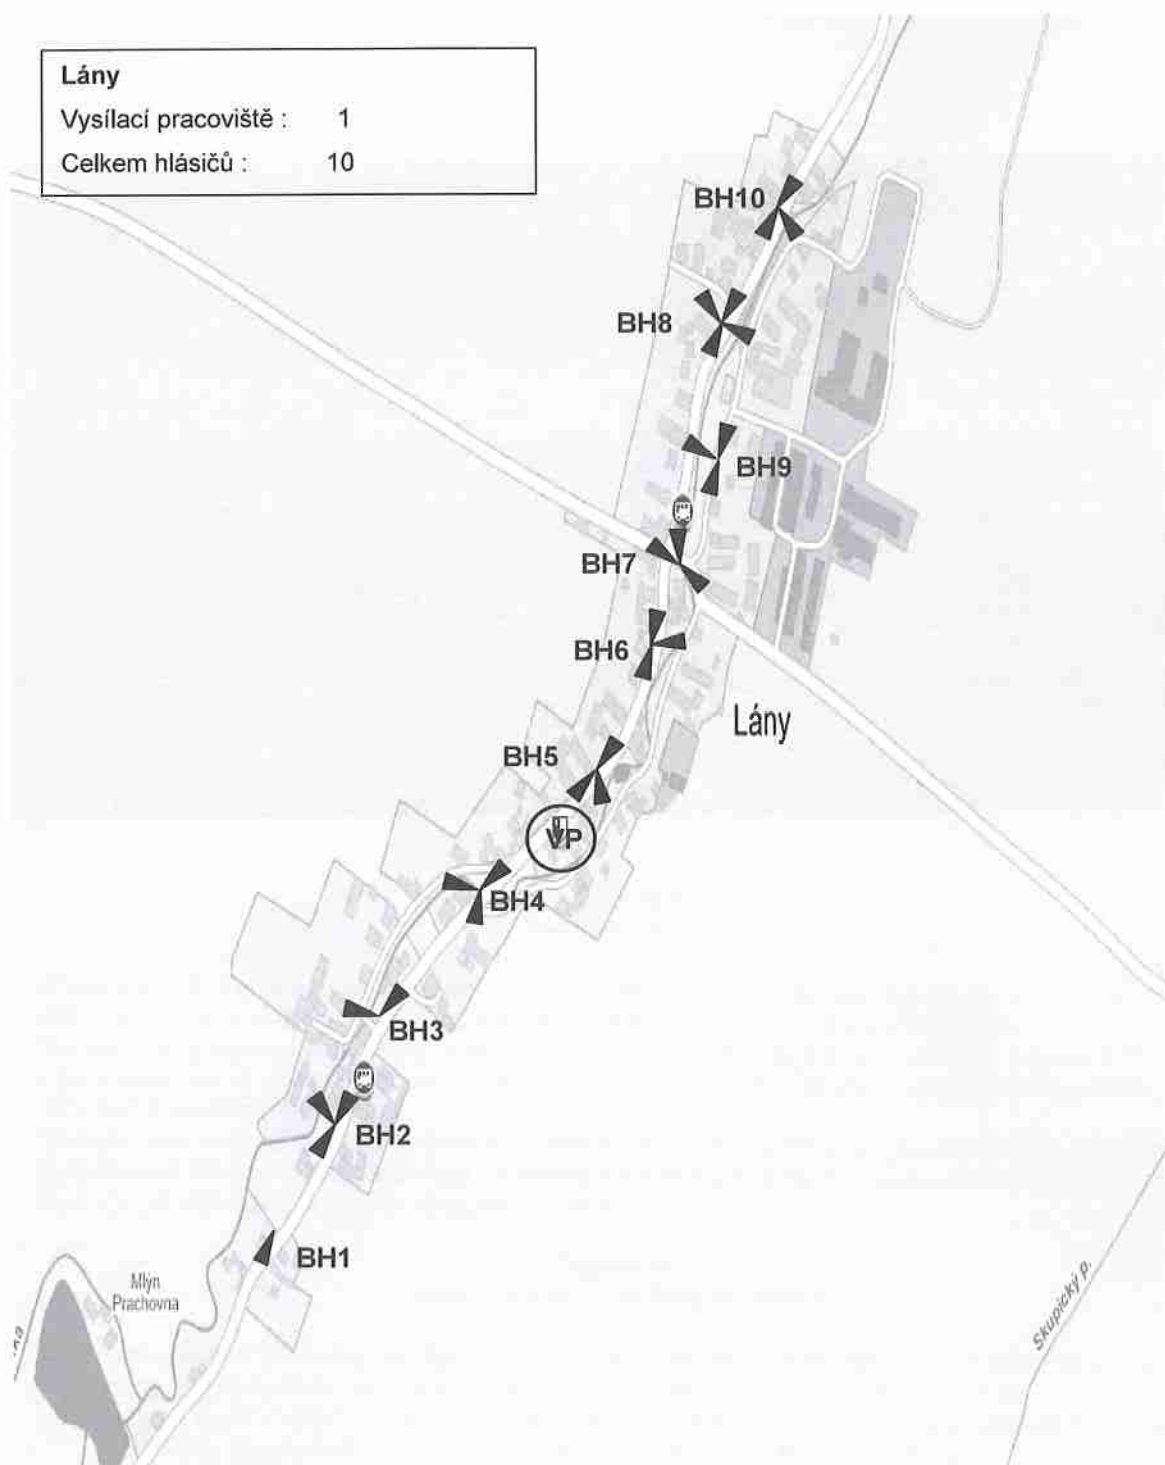 Lány
Vysílací pracoviště : 1
Celkem hlásičů : 10
BH10
BH8
BH9
BH7
BH6
Lány
BH5
VP
BH4
BH3
BH2
BH1
Mlýn
Prachovna
Skupický p.